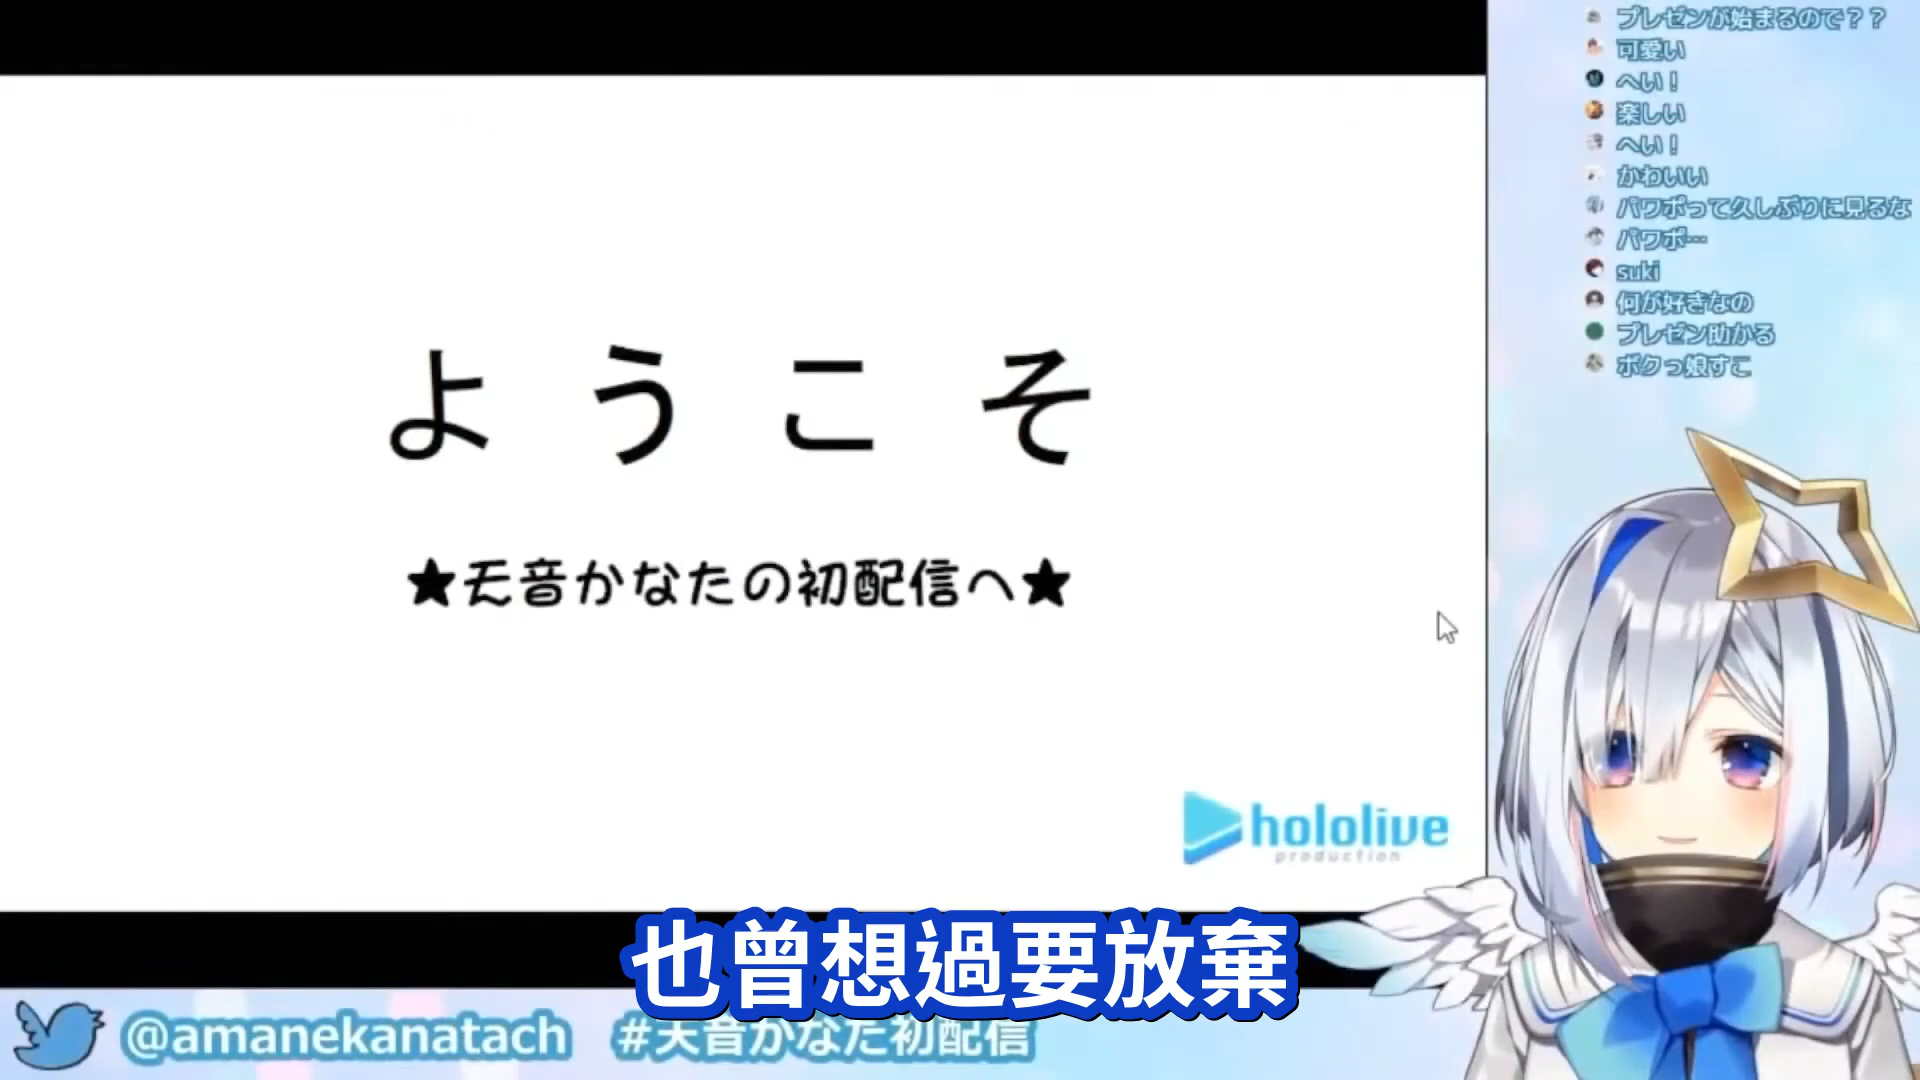 プレゼンが始まるので？？
可愛い
へい！
楽しい
へい！
かわいい
パワポって久しぶりに見るな
パワポ…
suki
何が好きなの
プレゼン助かる
ボクっ娘すこ
ようこそ
★天音かなたの初配信へ★
hololive
production
也曾想過要放棄
@amanekanatach #天音かなた初配信